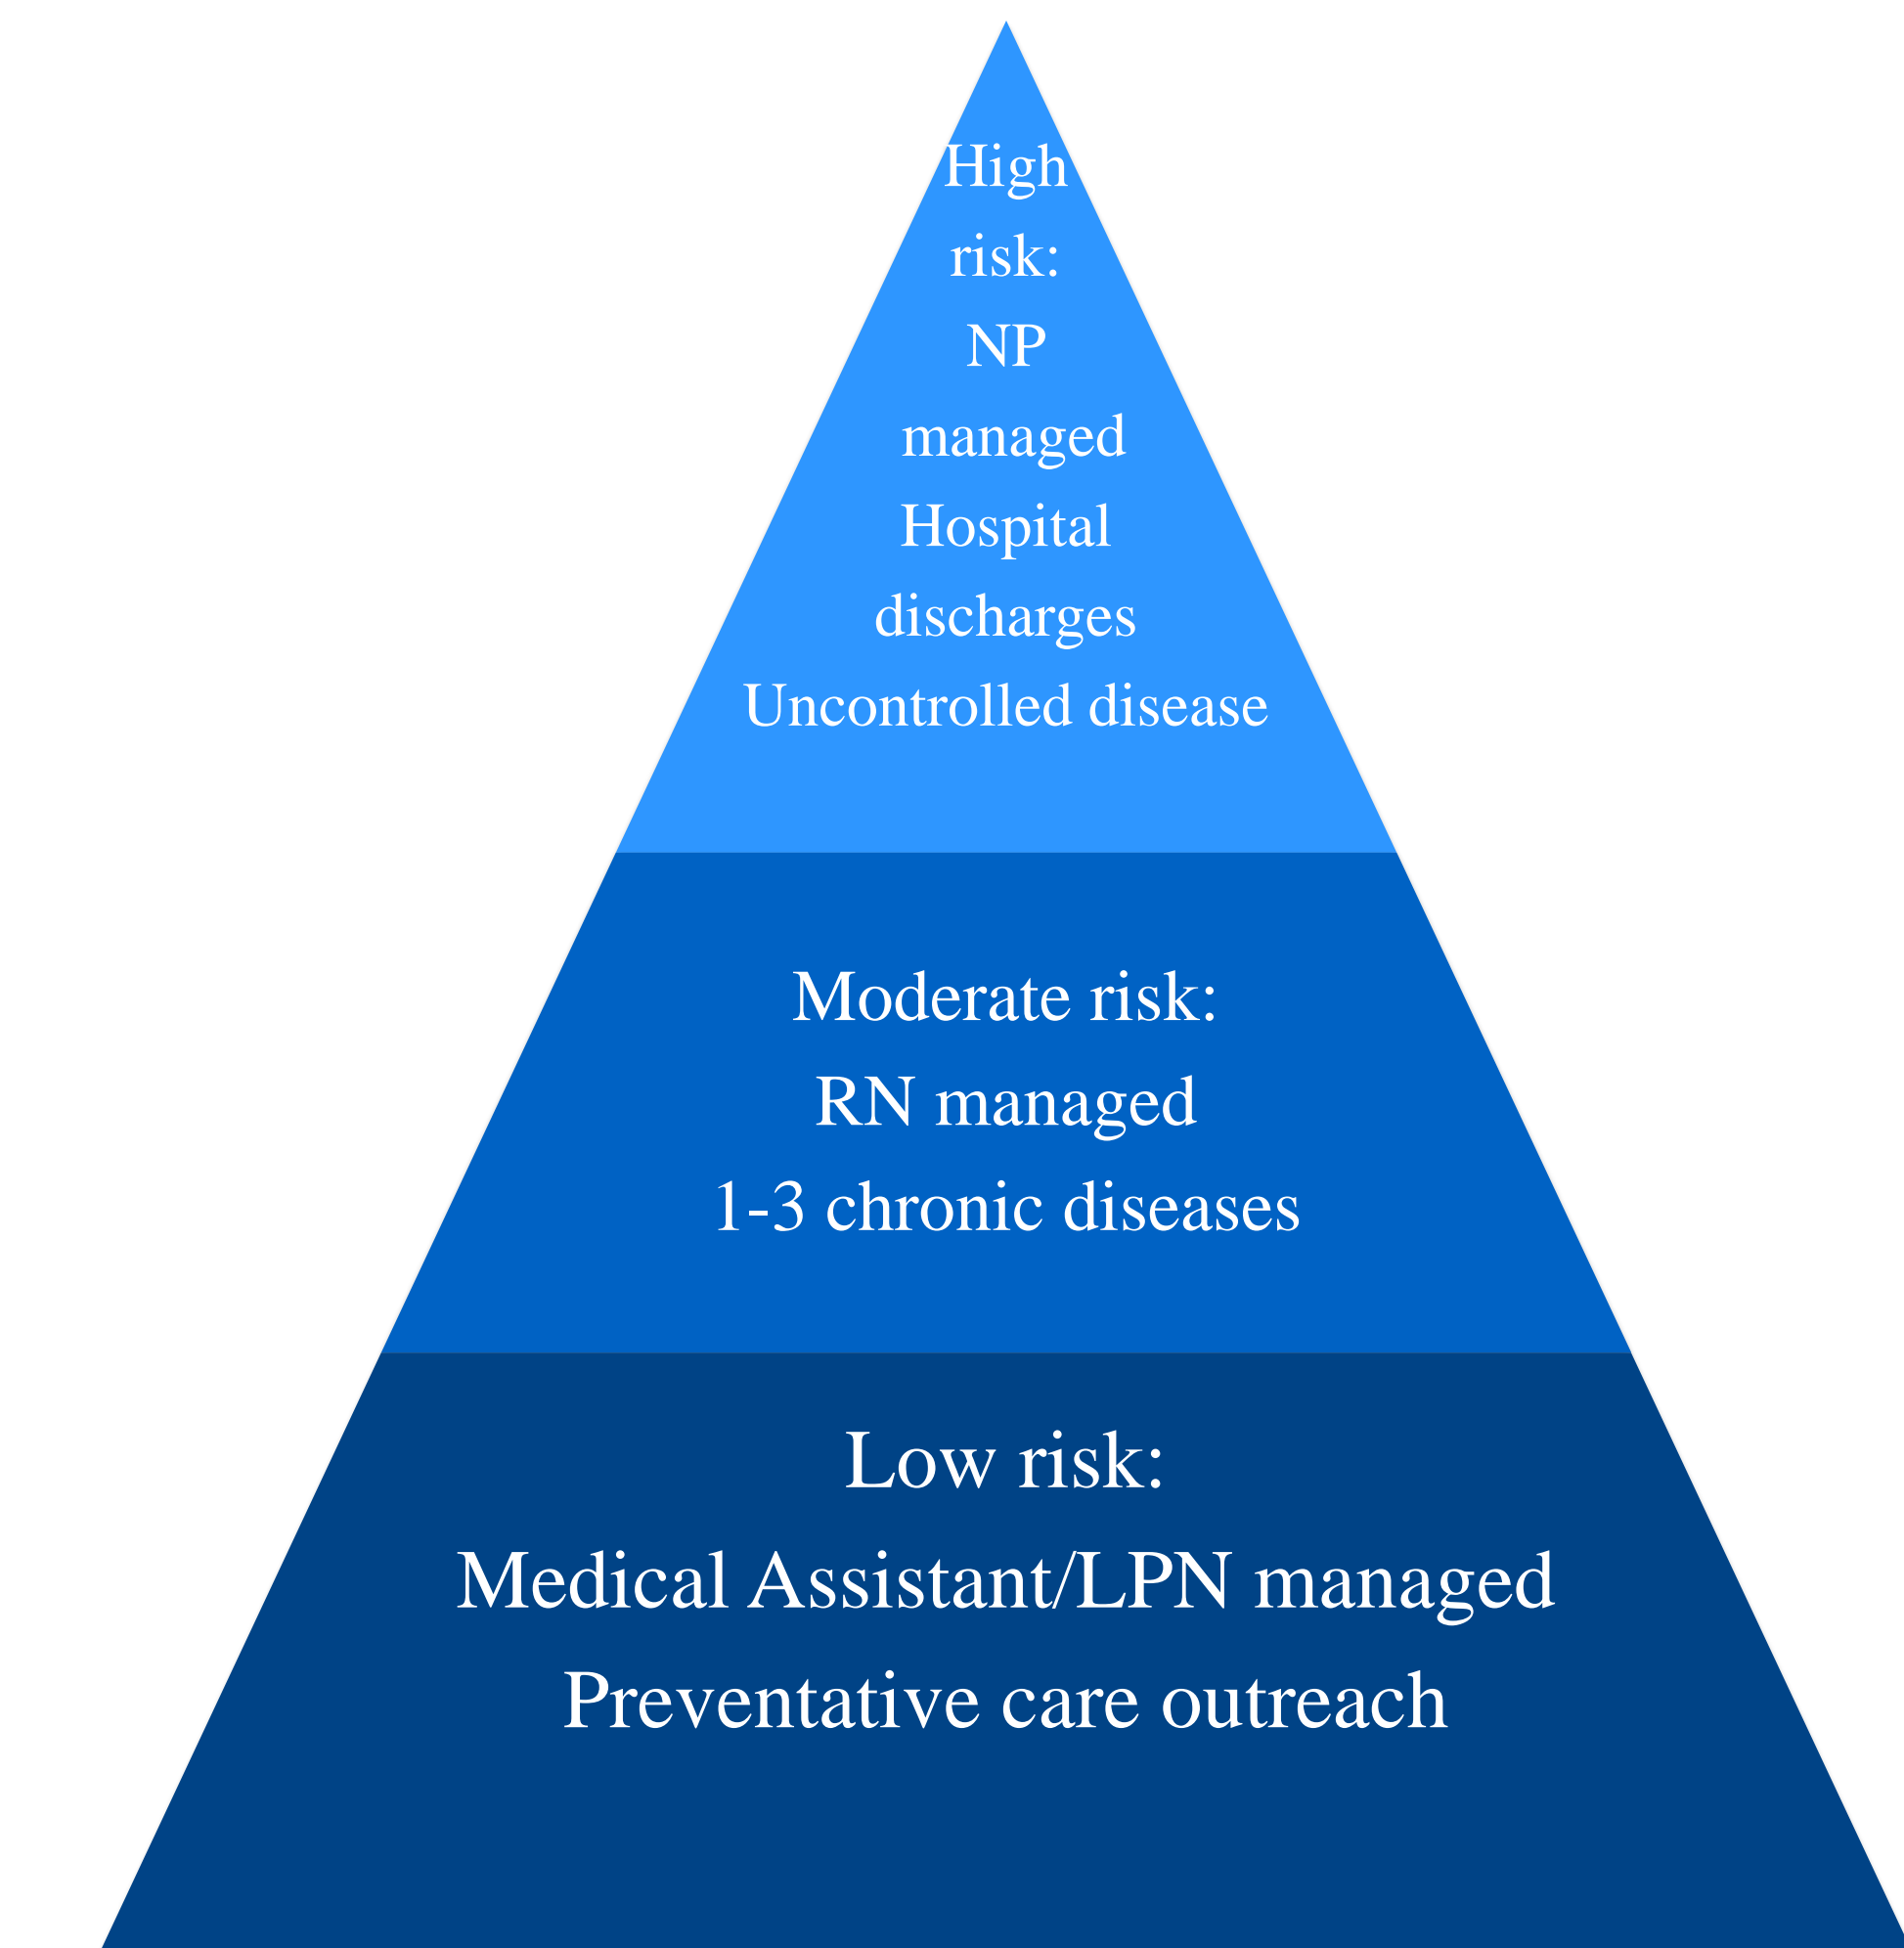 High
risk:
NP
managed
Hospital
discharges
Uncontrolled disease
Moderate risk:
RN managed
1-3 chronic diseases
Low risk:
Medical Assistant/LPN managed
Preventative care outreach